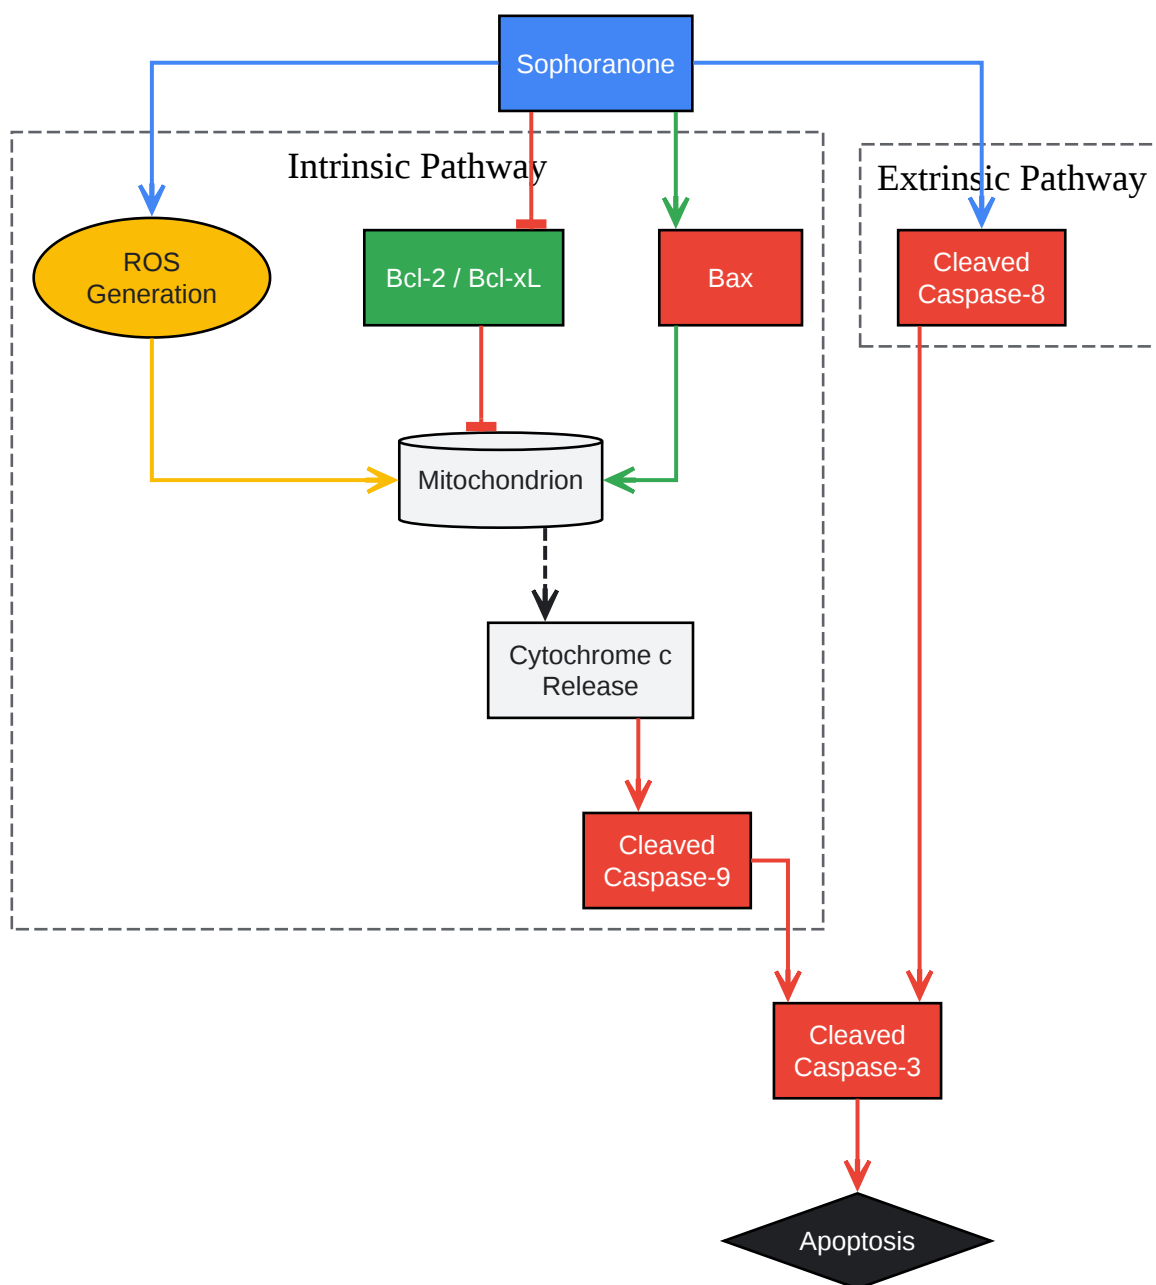 Sophoranone
Intrinsic Pathway
Extrinsic Pathway
ROS
Generation
Bcl-2 / Bcl-xL
Bax
Cleaved
Caspase-8
Mitochondrion
Cytochrome c
Release
Cleaved
Caspase-9
Cleaved
Caspase-3
Apoptosis